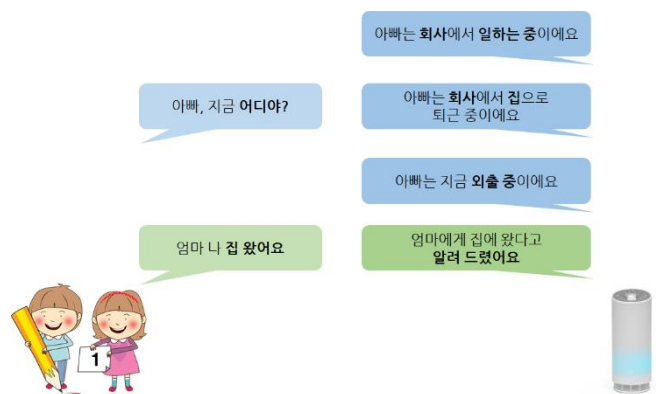 아빠는 회사에서 일하는 중이에요
아빠, 지금 어디야?
아빠는 회사에서 집으로
퇴근 중이에요
아빠는 지금 외출 중이에요
엄마 나 집 왔어요
엄마에게 집에 왔다고
알려 드렸어요
1